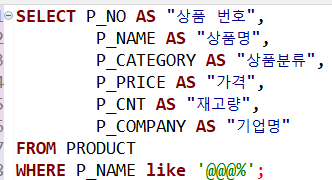 SELECT P_NO AS "상품 번호",
P_NAME AS "상품명",
P_CATEGORY AS "상품분류",
P_PRICE AS "가격",
P_CNT AS "재고량",
P_COMPANY AS "기업명"
FROM PRODUCT
WHERE P_NAME like '@@@%';